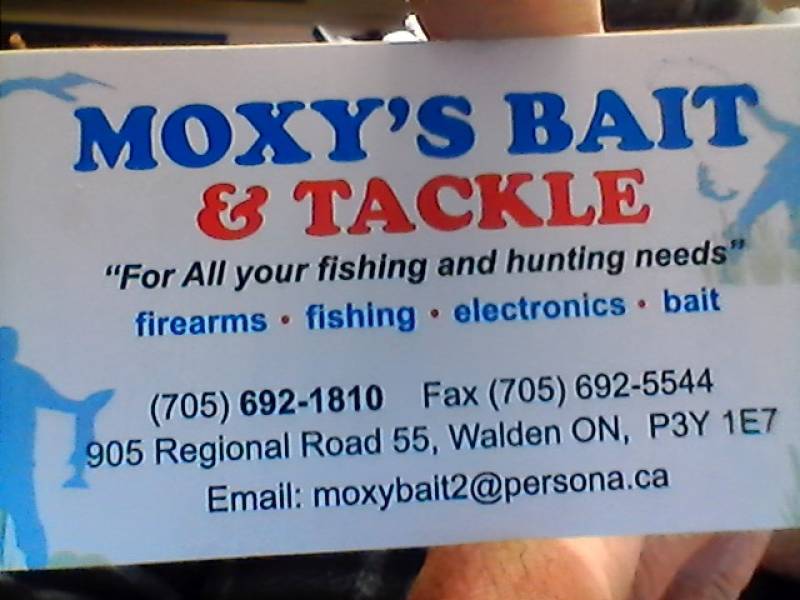 MOXY'S BAIT
& TACKLE
"For All your fishing and hunting needs"
firearms • fishing • electronics • bait
(705) 692-1810 Fax (705) 692-5544
905 Regional Road 55, Walden ON, P3Y 1E7
Email: moxybait2@persona.ca